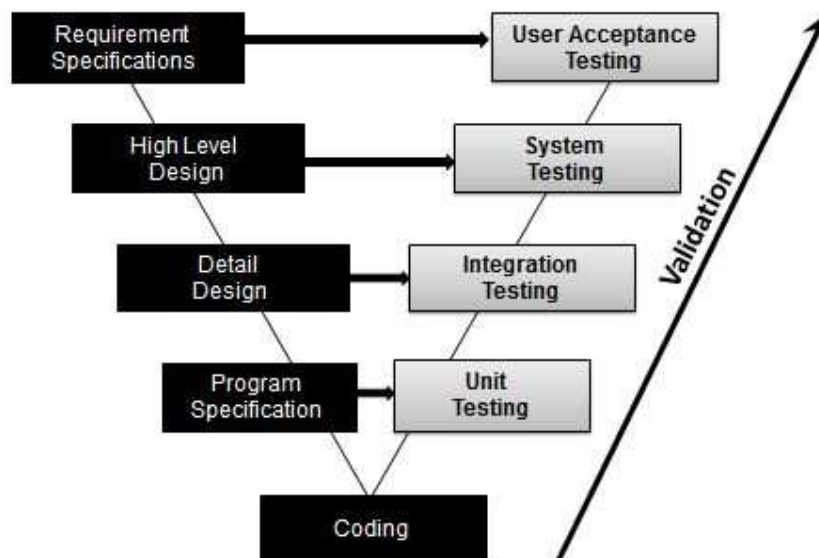 Requirement
Specifications
User Acceptance
Testing
High Level
Design
System
Testing
Detail
Design
Integration
Testing
Program
Specification
Unit
Testing
Coding
Validation